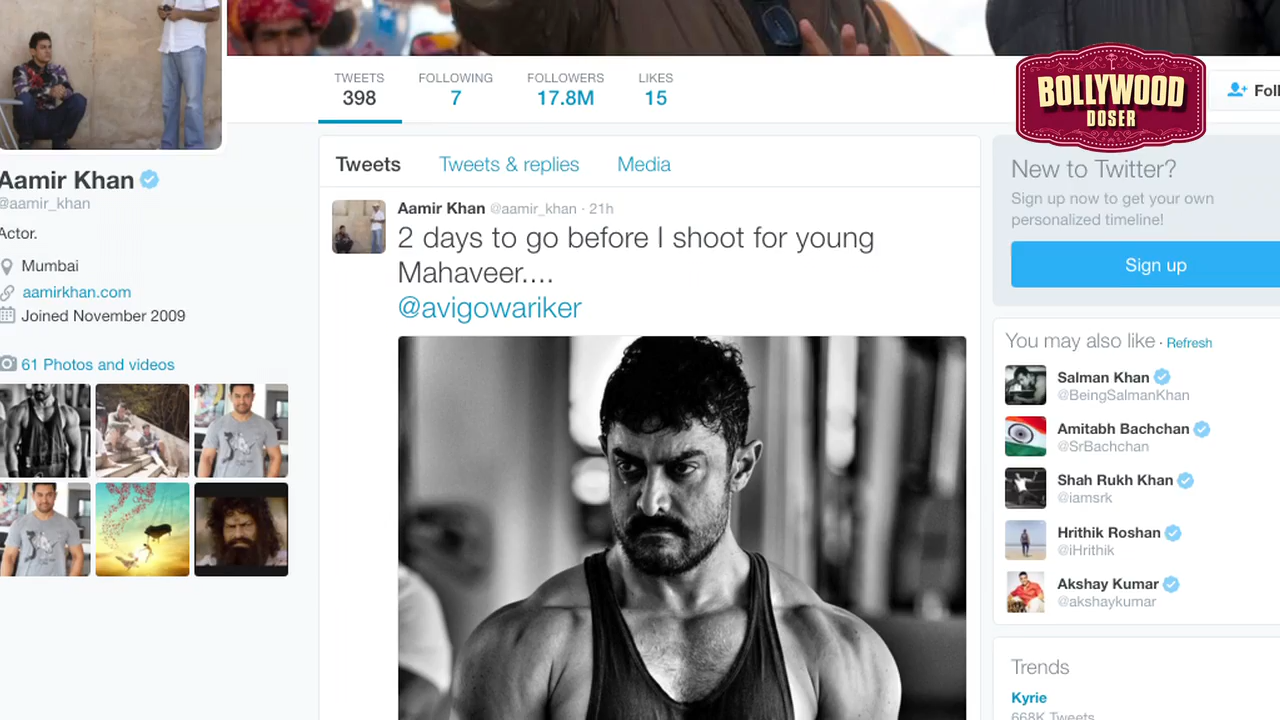 TWEETS
398
FOLLOWING
7
FOLLOWERS
17.8M
LIKES
15
BOLLYWOOD
DOSER
Aamir Khan
@aamir_khan
Actor.
Mumbai
aamirkhan.com
Joined November 2009
61 Photos and videos
Tweets Tweets & replies Media
Aamir Khan @aamir_khan · 21h
2 days to go before I shoot for young
Mahaveer....
@avigowariker
New to Twitter?
Sign up now to get your own
personalized timeline!
Sign up
You may also like · Refresh
Salman Khan
@BeingSalmanKhan
Amitabh Bachchan
@SrBachchan
Shah Rukh Khan
@iamsrk
Hrithik Roshan
@iHrithik
Akshay Kumar
@akshaykumar
Trends
Kyrie
668K Tweets